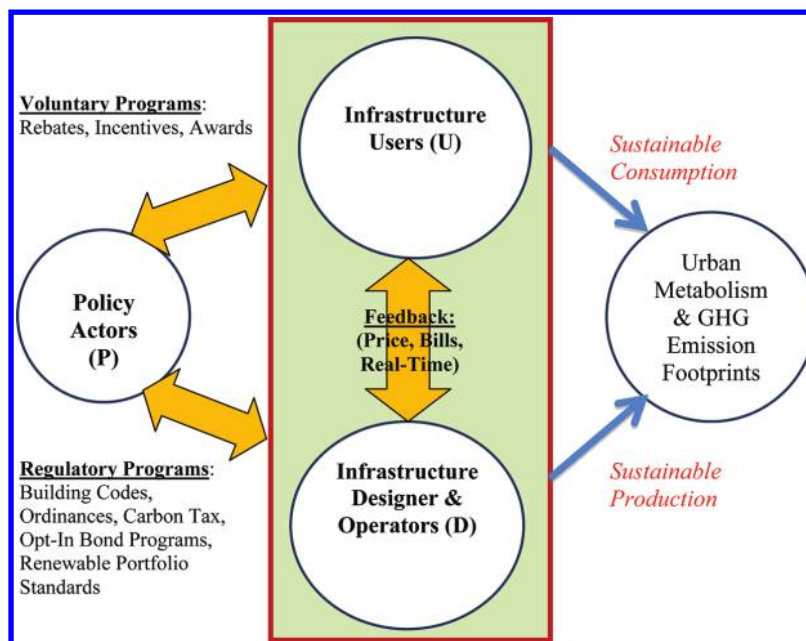 Voluntary Programs:
Rebates, Incentives, Awards
Policy
Actors
(P)
Regulatory Programs:
Building Codes,
Ordinances, Carbon Tax,
Opt-In Bond Programs,
Renewable Portfolio
Standards
Infrastructure
Users (U)
Feedback:
(Price, Bills,
Real-Time)
Infrastructure
Designer &
Operators (D)
Sustainable
Consumption
Urban
Metabolism
& GHG
Emission
Footprints
Sustainable
Production